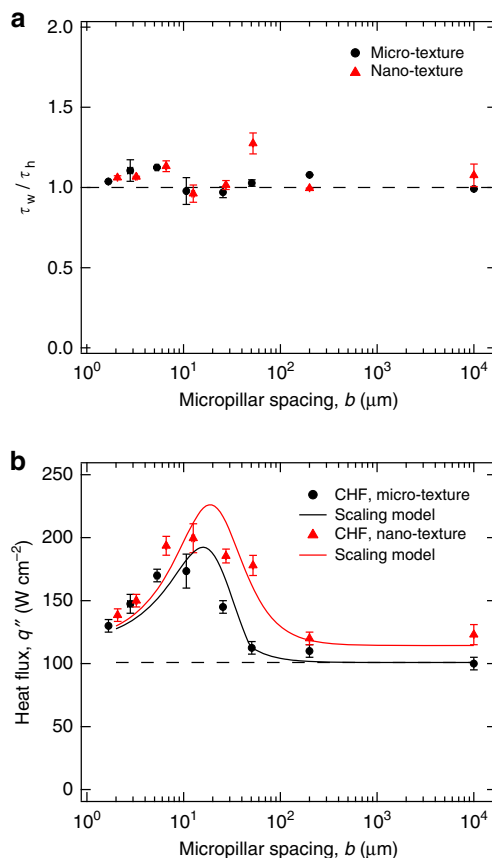 a
2.0
1.5
1.0
0.5
0.0
τw / τh
Micro-texture
Nano-texture
10⁰
10¹
10²
10³
10⁴
Micropillar spacing, b (μm)
b
250
200
150
100
50
0
Heat flux, q″ (W cm⁻²)
CHF, micro-texture
Scaling model
CHF, nano-texture
Scaling model
10⁰
10¹
10²
10³
10⁴
Micropillar spacing, b (μm)